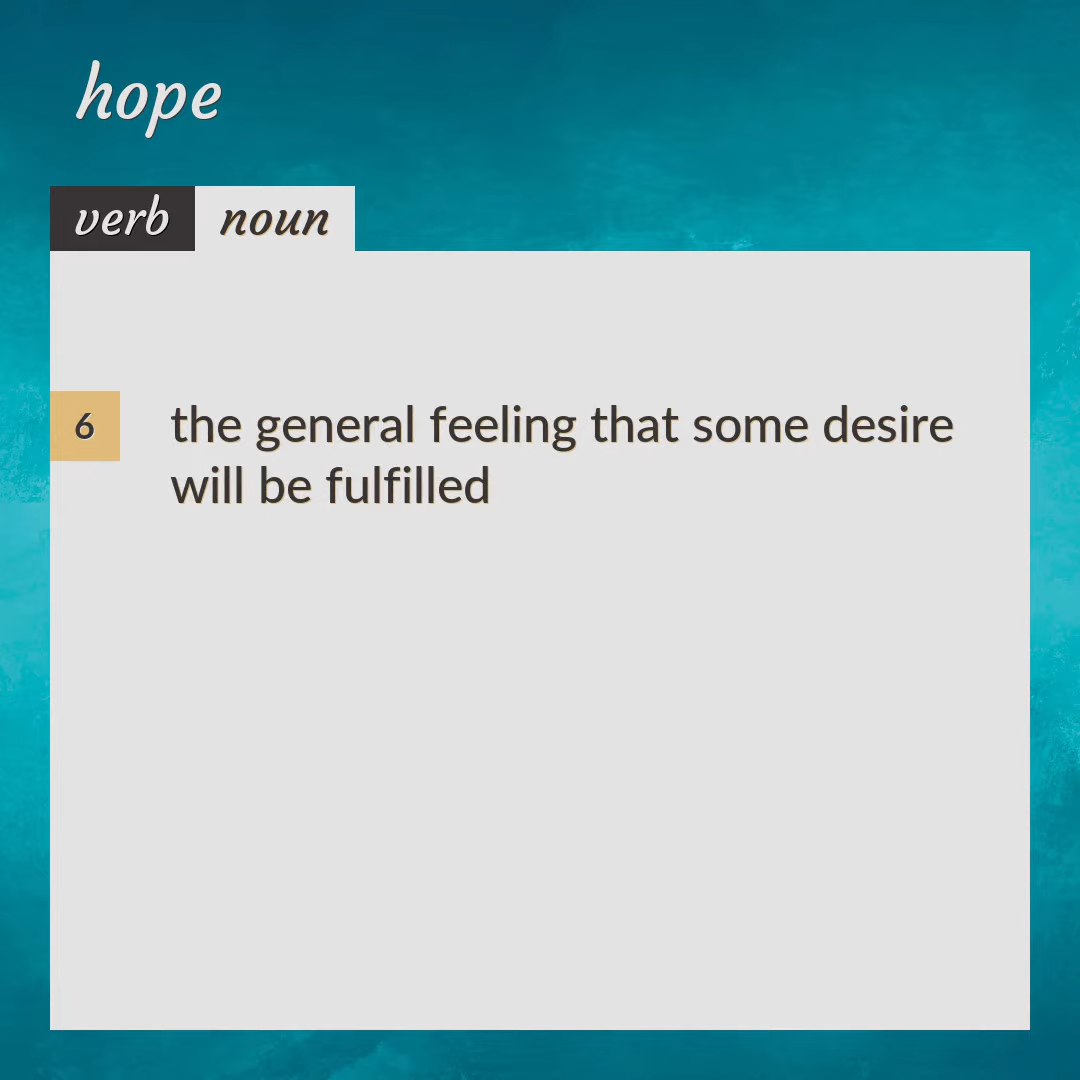 hope
verb noun
6 the general feeling that some desire
will be fulfilled